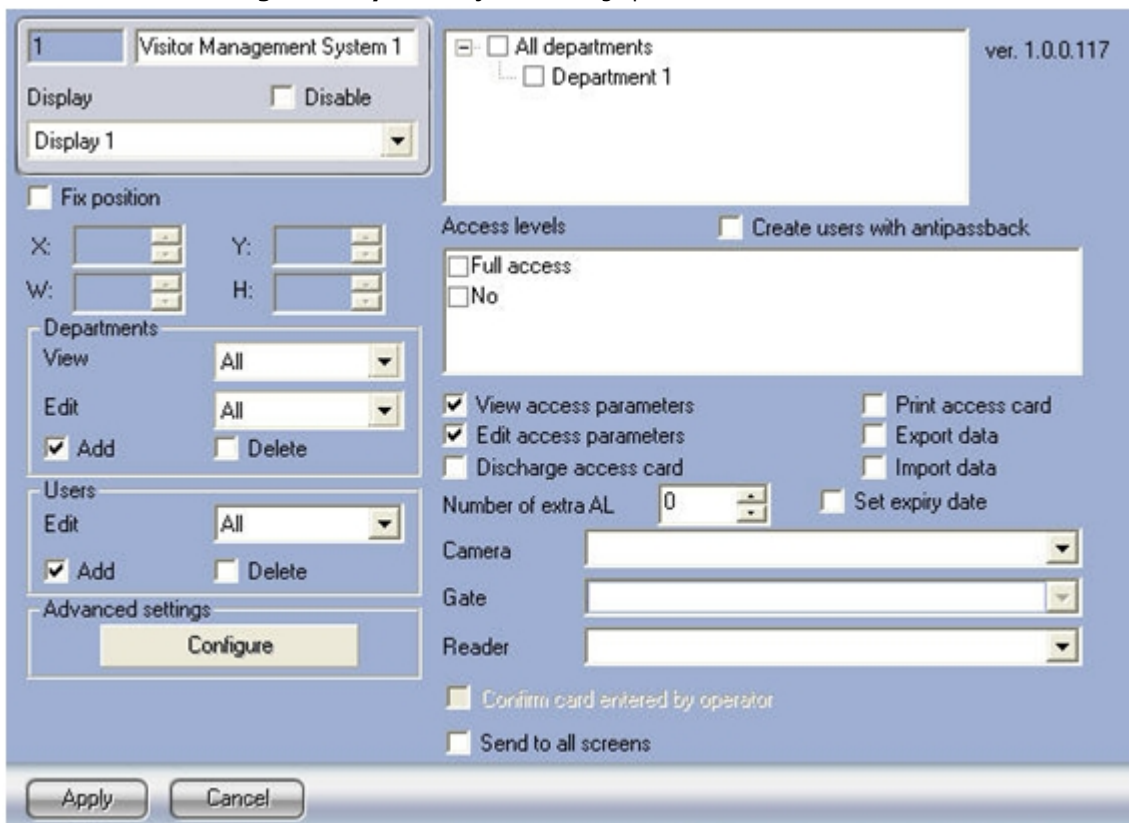 1
Visitor Management System 1
Display
Disable
Display 1
Fix position
X:
Y:
W:
H:
Departments
View
All
Edit
All
Add
Delete
Users
Edit
All
Add
Delete
Advanced settings
Configure
All departments
Department 1
ver. 1.0.0.117
Access levels
Create users with antipassback
Full access
No
View access parameters
Print access card
Edit access parameters
Export data
Discharge access card
Import data
Number of extra AL
0
Set expiry date
Camera
Gate
Reader
Confirm card entered by operator
Send to all screens
Apply
Cancel